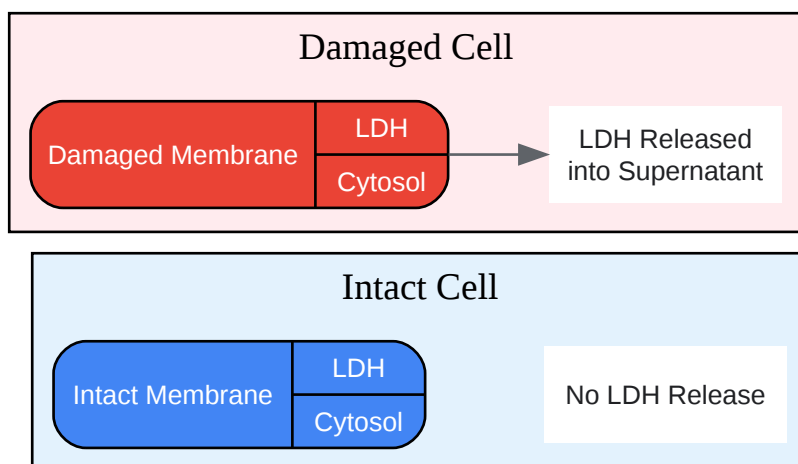 Damaged Cell
Damaged Membrane
LDH
Cytosol
LDH Released
into Supernatant
Intact Cell
Intact Membrane
LDH
Cytosol
No LDH Release